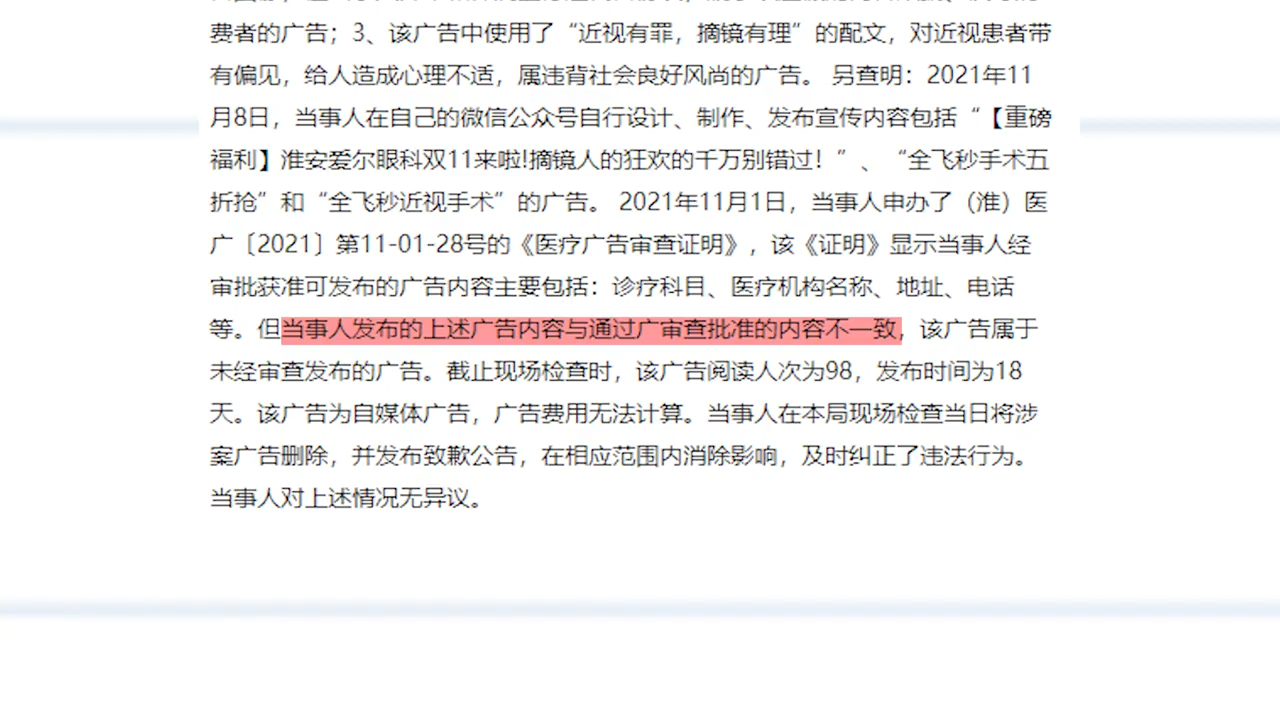 费者的广告；3、该广告中使用了“近视有罪，摘镜有理”的配文，对近视患者带
有偏见，给人造成心理不适，属违背社会良好风尚的广告。 另查明：2021年11
月8日，当事人在自己的微信公众号自行设计、制作、发布宣传内容包括“【重磅
福利】淮安爱尔眼科双11来啦!摘镜人的狂欢的千万别错过！”、“全飞秒手术五
折抢”和“全飞秒近视手术”的广告。 2021年11月1日，当事人申办了（淮）医
广〔2021〕第11-01-28号的《医疗广告审查证明》，该《证明》显示当事人经
审批获准可发布的广告内容主要包括：诊疗科目、医疗机构名称、地址、电话
等。但当事人发布的上述广告内容与通过广审查批准的内容不一致，该广告属于
未经审查发布的广告。截止现场检查时，该广告阅读人次为98，发布时间为18
天。该广告为自媒体广告，广告费用无法计算。当事人在本局现场检查当日将涉
案广告删除，并发布致歉公告，在相应范围内消除影响，及时纠正了违法行为。
当事人对上述情况无异议。